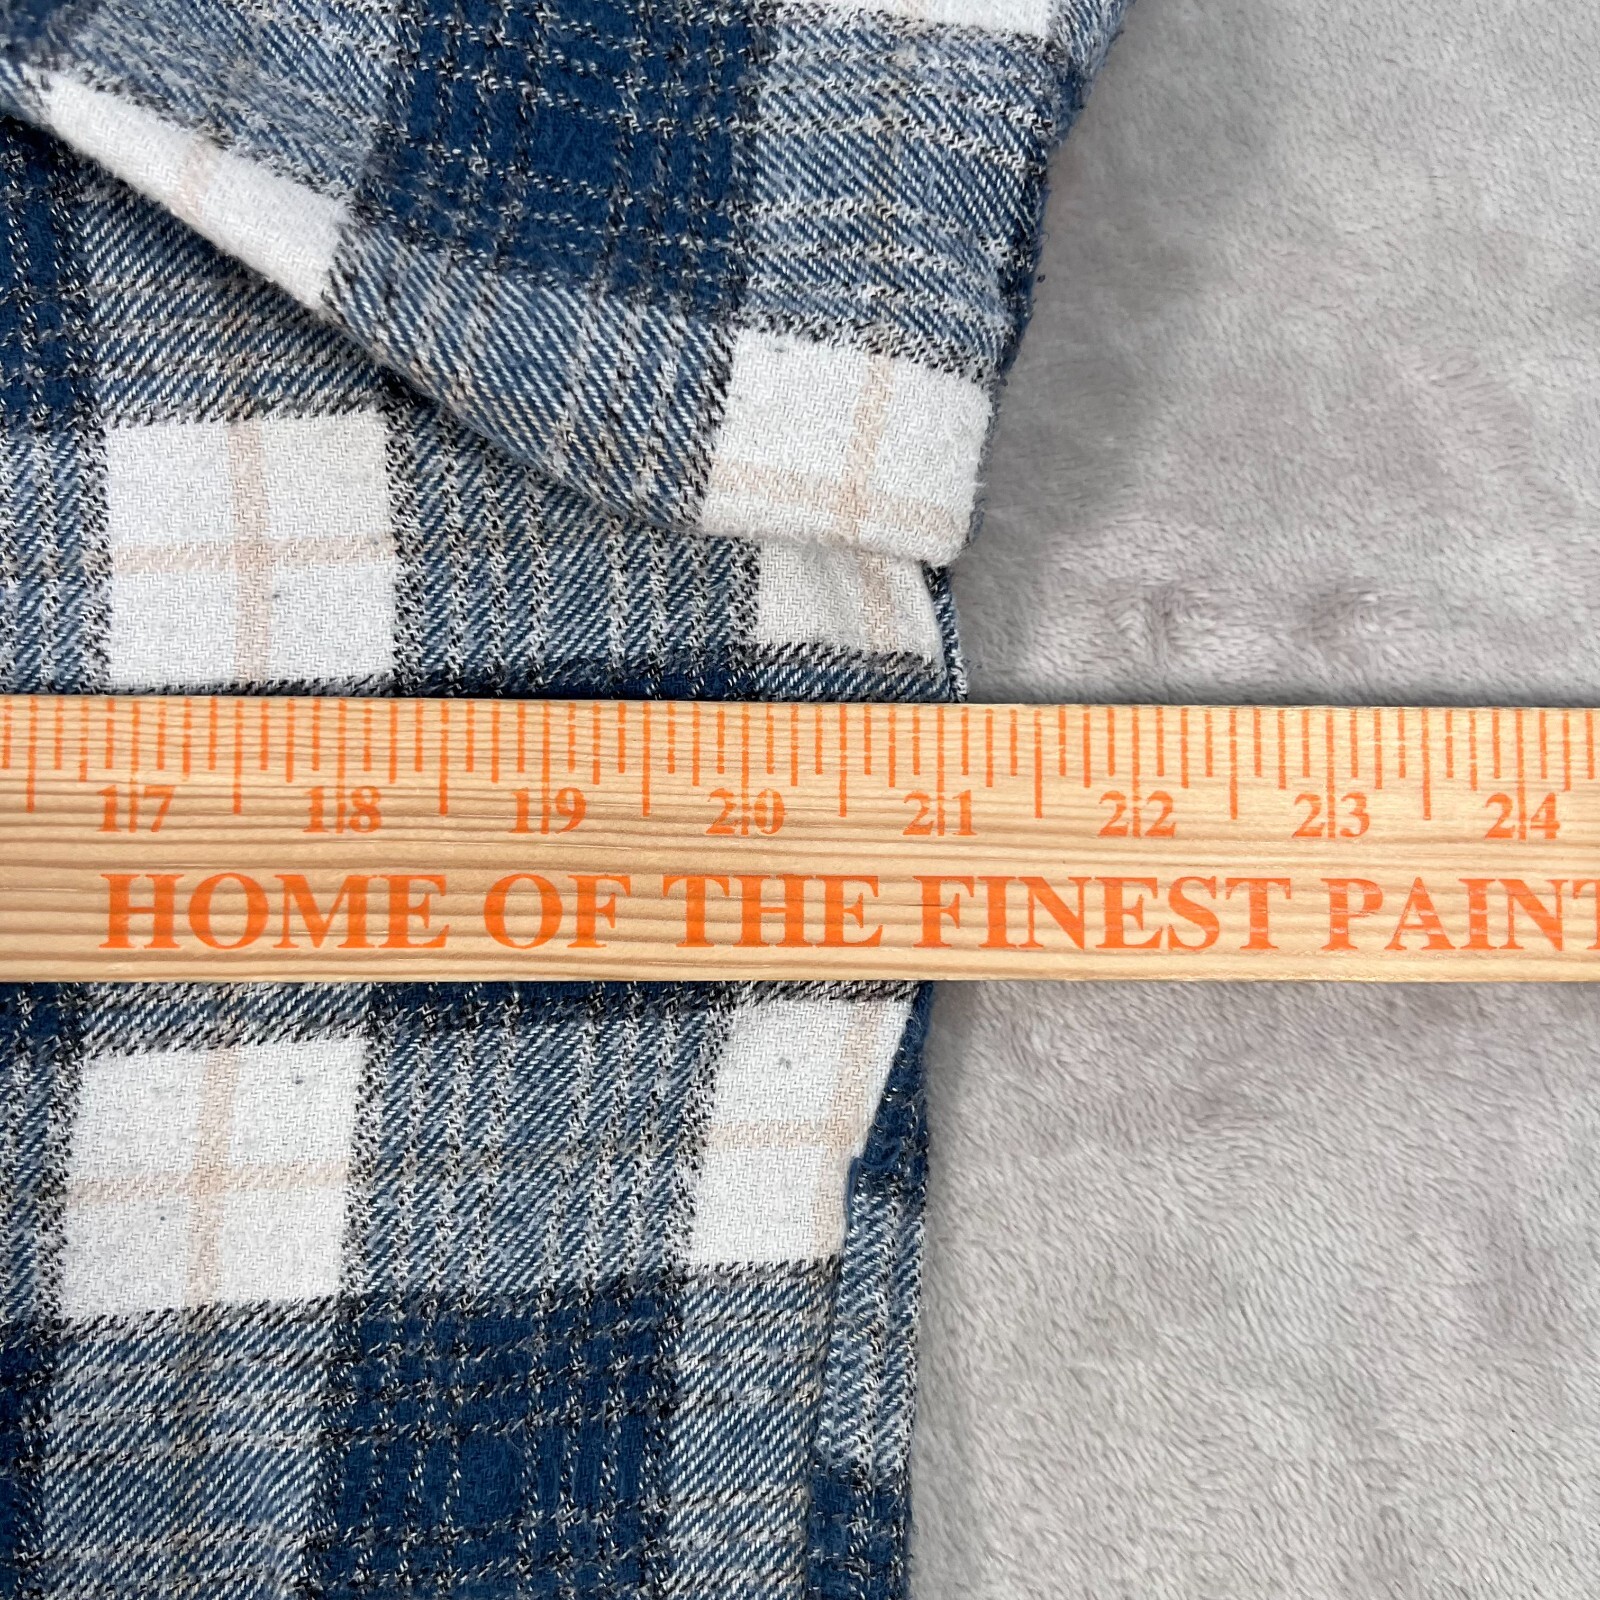 17 18 19 20 21 22 23 24
HOME OF THE FINEST PAINT